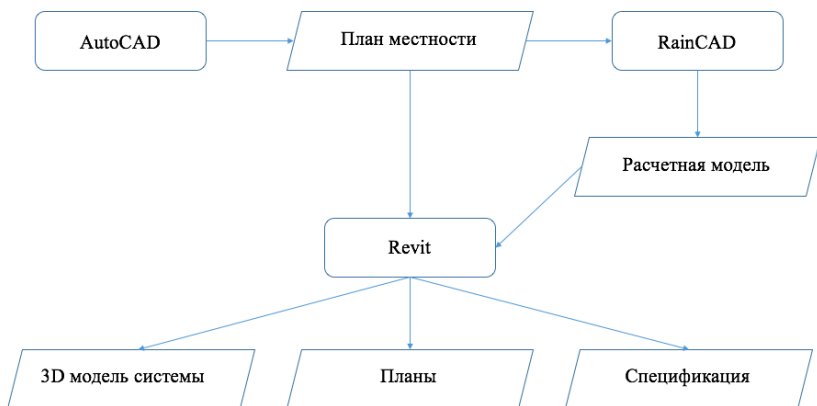 AutoCAD
План местности
RainCAD
Расчетная модель
Revit
3D модель системы
Планы
Спецификация